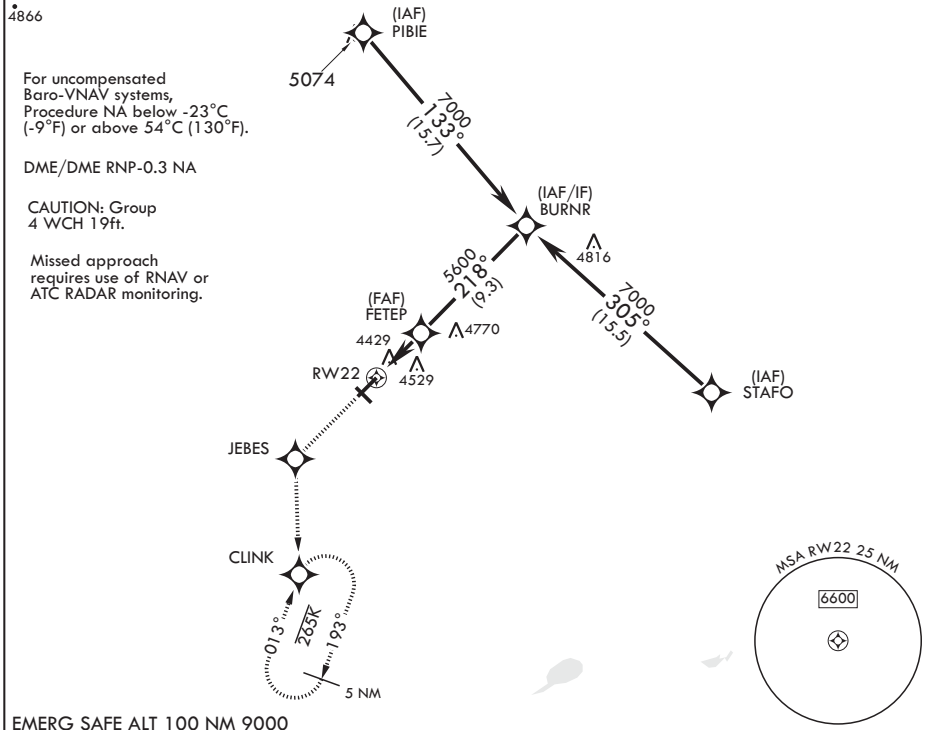 4866
(IAF)
PIBIE
5074
For uncompensated
Baro-VNAV systems,
Procedure NA below -23°C
(-9°F) or above 54°C (130°F).
DME/DME RNP-0.3 NA
CAUTION: Group
4 WCH 19ft.
Missed approach
requires use of RNAV or
ATC RADAR monitoring.
7000
133°
(15.7)
(IAF/IF)
BURNR
4816
5600
218°
(9.3)
7000
305°
(15.5)
(FAF)
FETEP
4770
4429
4529
RW22
(IAF)
STAFO
JEBES
CLINK
013°
265K
193°
5 NM
MSA RW22 25 NM
6600
EMERG SAFE ALT 100 NM 9000